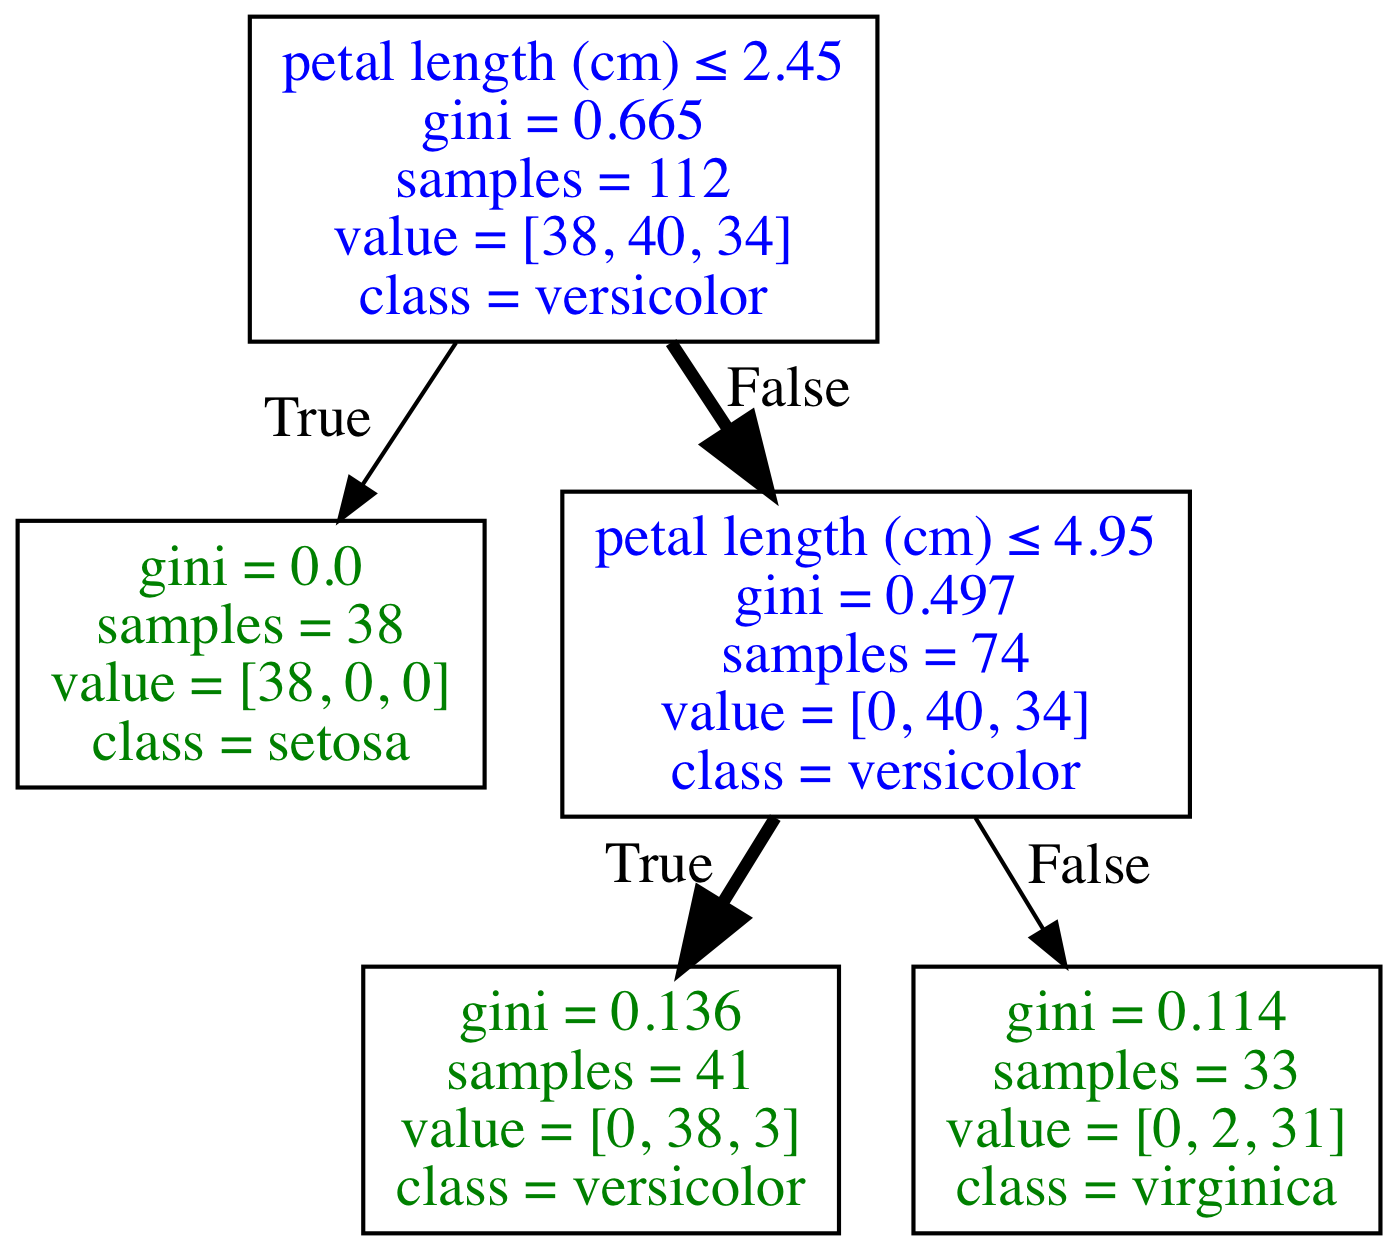 petal length (cm) ≤ 2.45
gini = 0.665
samples = 112
value = [38, 40, 34]
class = versicolor
True
False
gini = 0.0
samples = 38
value = [38, 0, 0]
class = setosa
petal length (cm) ≤ 4.95
gini = 0.497
samples = 74
value = [0, 40, 34]
class = versicolor
True
False
gini = 0.136
samples = 41
value = [0, 38, 3]
class = versicolor
gini = 0.114
samples = 33
value = [0, 2, 31]
class = virginica